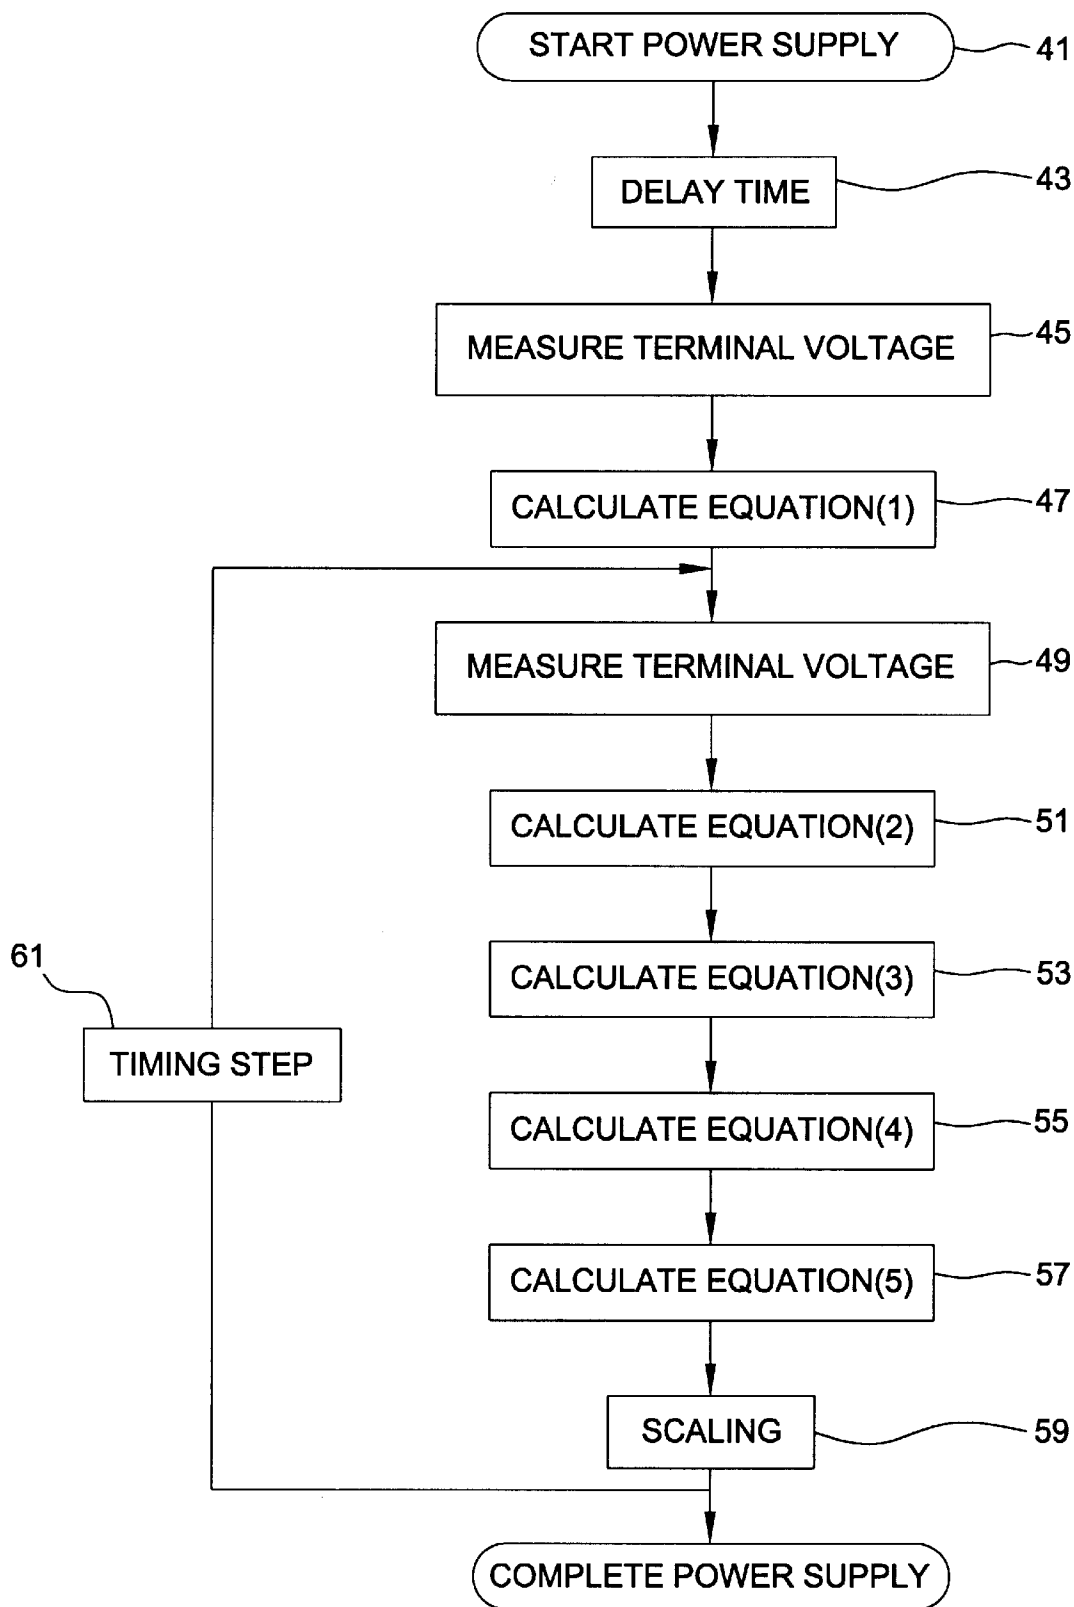 START POWER SUPPLY
41
DELAY TIME
43
MEASURE TERMINAL VOLTAGE
45
CALCULATE EQUATION(1)
47
MEASURE TERMINAL VOLTAGE
49
CALCULATE EQUATION(2)
51
CALCULATE EQUATION(3)
53
61
TIMING STEP
CALCULATE EQUATION(4)
55
CALCULATE EQUATION(5)
57
SCALING
59
COMPLETE POWER SUPPLY